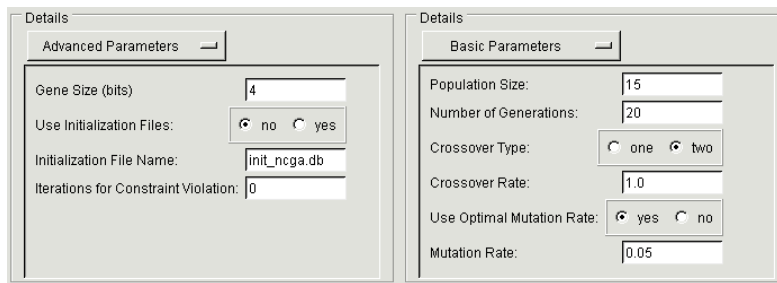 Details
Advanced Parameters
Gene Size (bits) 4
Use Initialization Files: no yes
Initialization File Name: init_ncga.db
Iterations for Constraint Violation: 0
Details
Basic Parameters
Population Size: 15
Number of Generations: 20
Crossover Type: one two
Crossover Rate: 1.0
Use Optimal Mutation Rate: yes no
Mutation Rate: 0.05